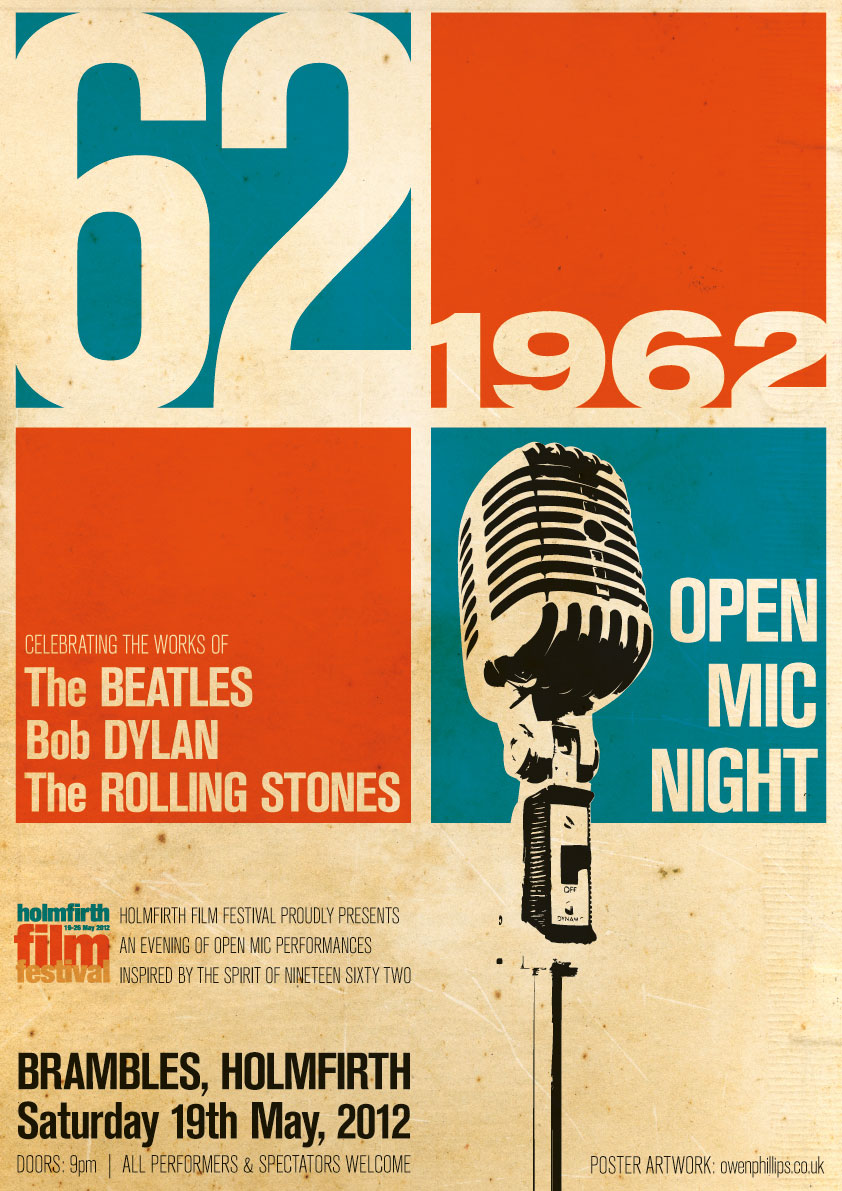 62
1962
CELEBRATING THE WORKS OF
The BEATLES
Bob DYLAN
The ROLLING STONES
OPEN
MIC
NIGHT
OFF
holmfirth
19-26 May 2012
film
festival
HOLMFIRTH FILM FESTIVAL PROUDLY PRESENTS
AN EVENING OF OPEN MIC PERFORMANCES
INSPIRED BY THE SPIRIT OF NINETEEN SIXTY TWO
BRAMBLES, HOLMFIRTH
Saturday 19th May, 2012
DOORS: 9pm | ALL PERFORMERS & SPECTATORS WELCOME
POSTER ARTWORK: owenphillips.co.uk